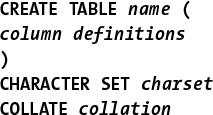 CREATE TABLE name (
column definitions
)
CHARACTER SET charset
COLLATE collation